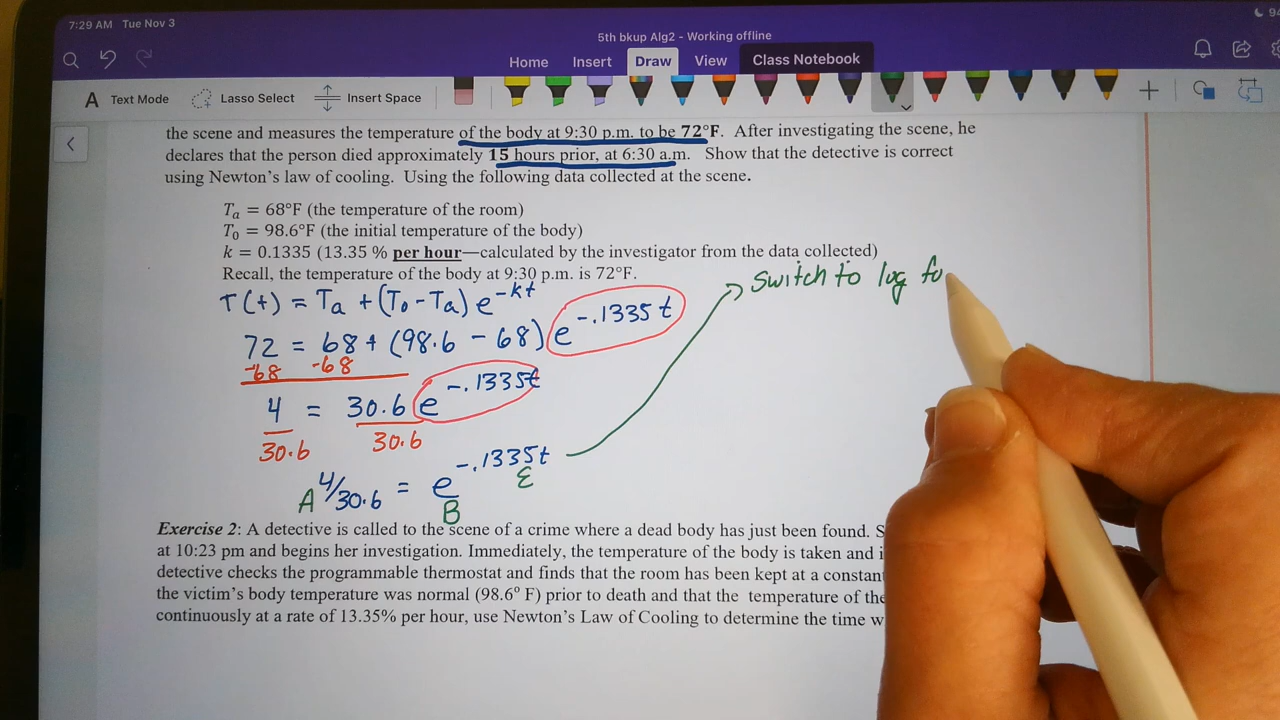 7:29 AM Tue Nov 3
5th bkup Alg2 - Working offline
Home Insert Draw View Class Notebook
A Text Mode Lasso Select Insert Space
the scene and measures the temperature of the body at 9:30 p.m. to be 72°F. After investigating the scene, he
declares that the person died approximately 15 hours prior, at 6:30 a.m. Show that the detective is correct
using Newton's law of cooling. Using the following data collected at the scene.
Tₐ = 68°F (the temperature of the room)
T₀ = 98.6°F (the initial temperature of the body)
k = 0.1335 (13.35 % per hour—calculated by the investigator from the data collected)
Recall, the temperature of the body at 9:30 p.m. is 72°F.
T(t) = Tₐ + (T₀ - Tₐ) e^-kt
switch to log fo
72 = 68 + (98.6 - 68) e^-.1335t
-68 -68
4 = 30.6 e^-.1335t
30.6 30.6
A 4/30.6 = e^-.1335t
B E
Exercise 2: A detective is called to the scene of a crime where a dead body has just been found. S
at 10:23 pm and begins her investigation. Immediately, the temperature of the body is taken and i
detective checks the programmable thermostat and finds that the room has been kept at a constan
the victim's body temperature was normal (98.6° F) prior to death and that the temperature of the
continuously at a rate of 13.35% per hour, use Newton's Law of Cooling to determine the time w